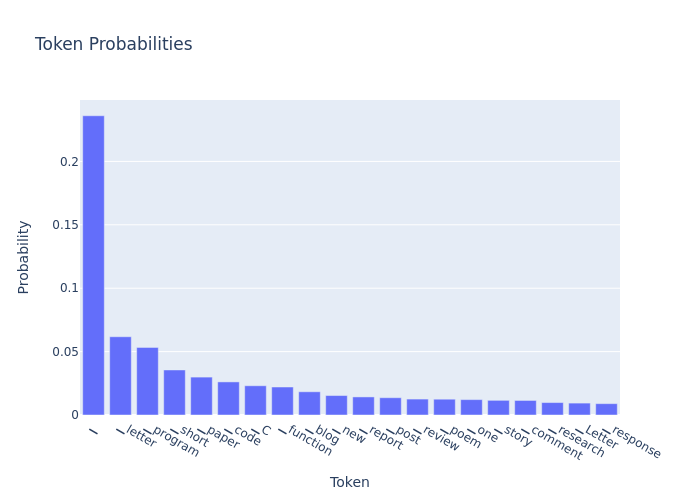 Token Probabilities
Probability
0.2
0.15
0.1
0.05
0
_
_letter
_program
_short
_paper
_code
_C
_function
_blog
_new
_report
_post
_review
_poem
_one
_story
_comment
_research
_Letter
_response
Token